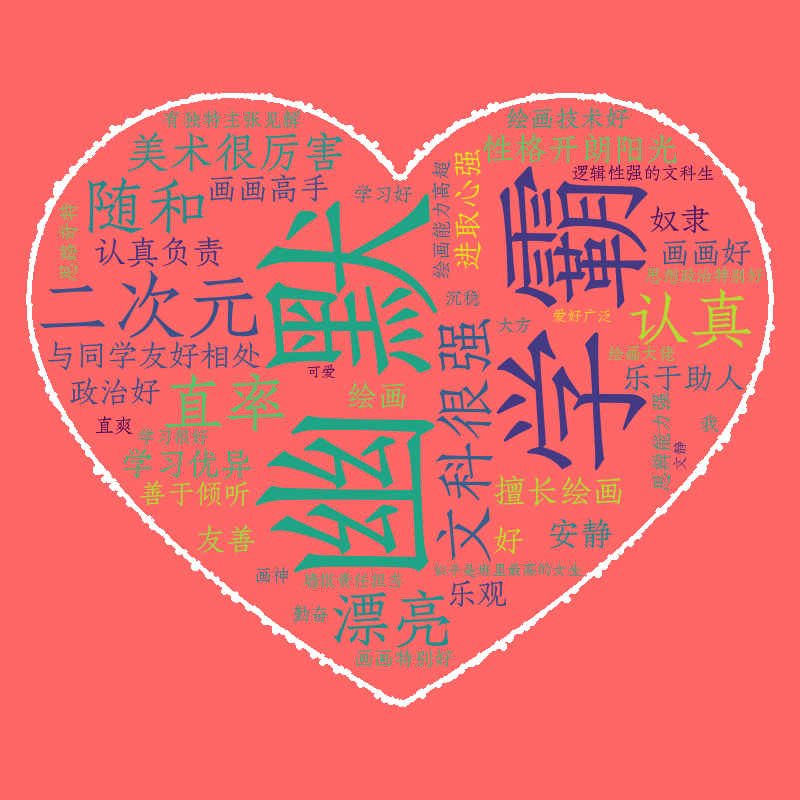 有独特主张见解
绘画技术好
美术很厉害
性格开朗阳光
逻辑性强的文科生
随和
画画高手
学习好
绘画能力高超
进取心强
学霸
奴隶
思路奇特
认真负责
幽默
画画好
思想政治特别好
二次元
沉稳
大方
爱好广泛
认真
与同学友好相处
可爱
文科很强
绘画大佬
政治好
直率
绘画
乐于助人
直爽
学习很好
我
思辨能力强
文静
学习优异
善于倾听
擅长绘画
友善
好
安静
画神
墙报责任担当
似乎是班里最高的女生
乐观
勤奋
漂亮
画画特别好